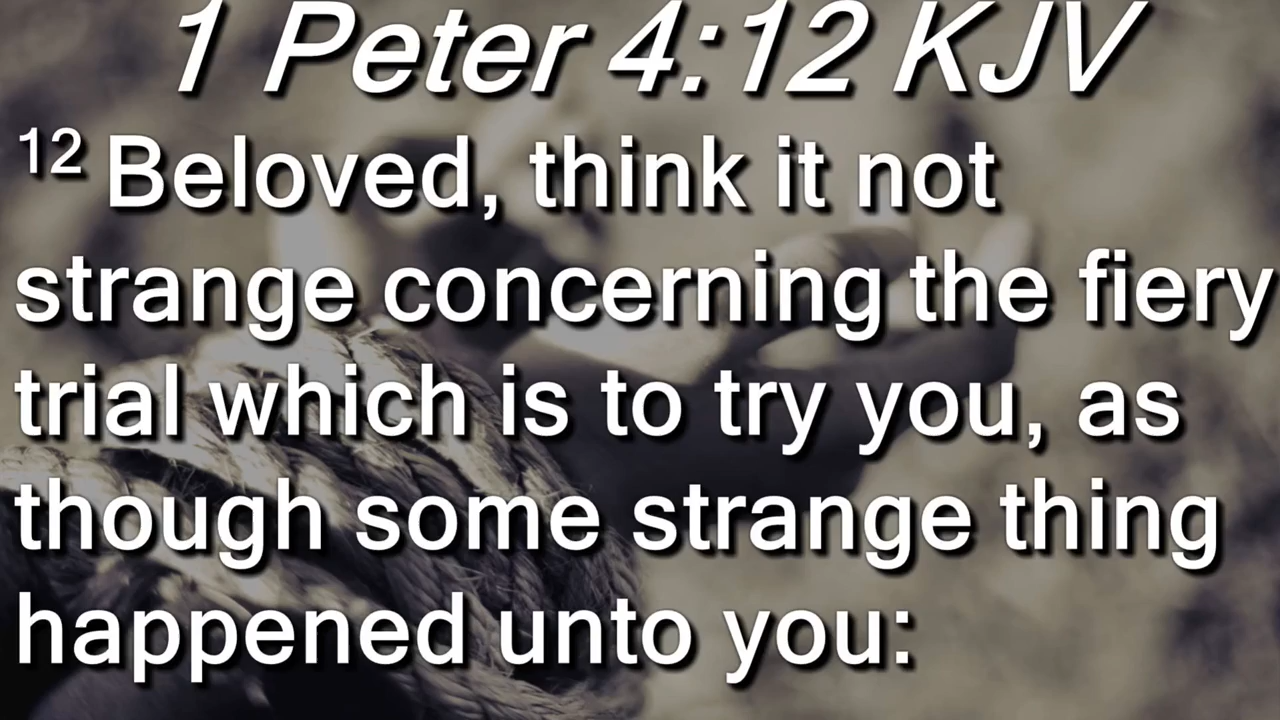 1 Peter 4:12 KJV
12 Beloved, think it not
strange concerning the fiery
trial which is to try you, as
though some strange thing
happened unto you: